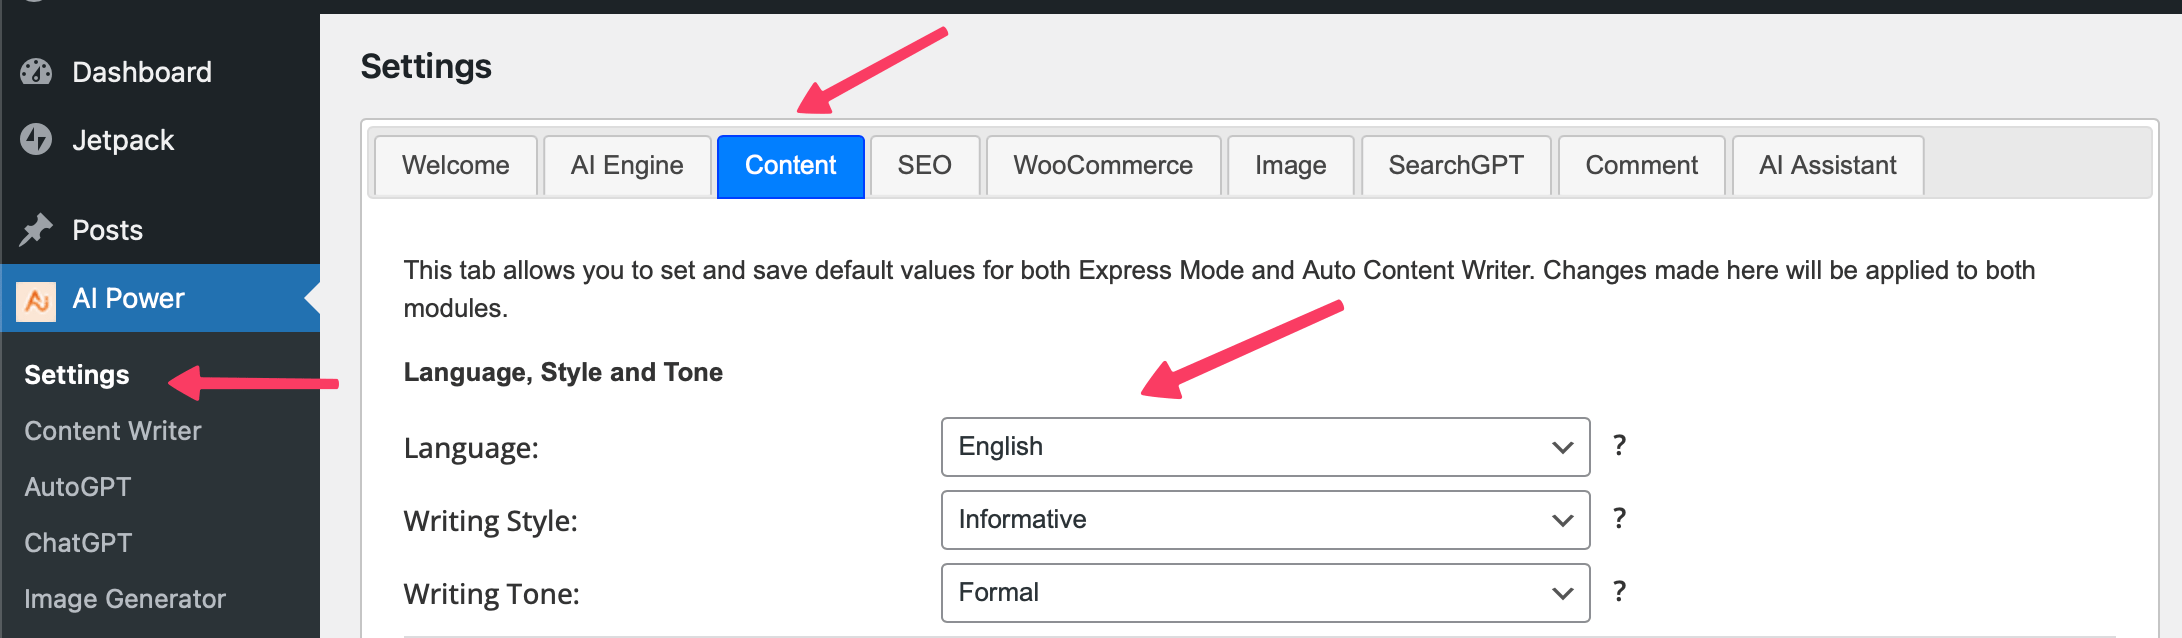 Dashboard
Jetpack
Posts
AI Power
Settings
Content Writer
AutoGPT
ChatGPT
Image Generator
Settings
Welcome
AI Engine
Content
SEO
WooCommerce
Image
SearchGPT
Comment
AI Assistant
This tab allows you to set and save default values for both Express Mode and Auto Content Writer. Changes made here will be applied to both
modules.
Language, Style and Tone
Language: English ?
Writing Style: Informative ?
Writing Tone: Formal ?